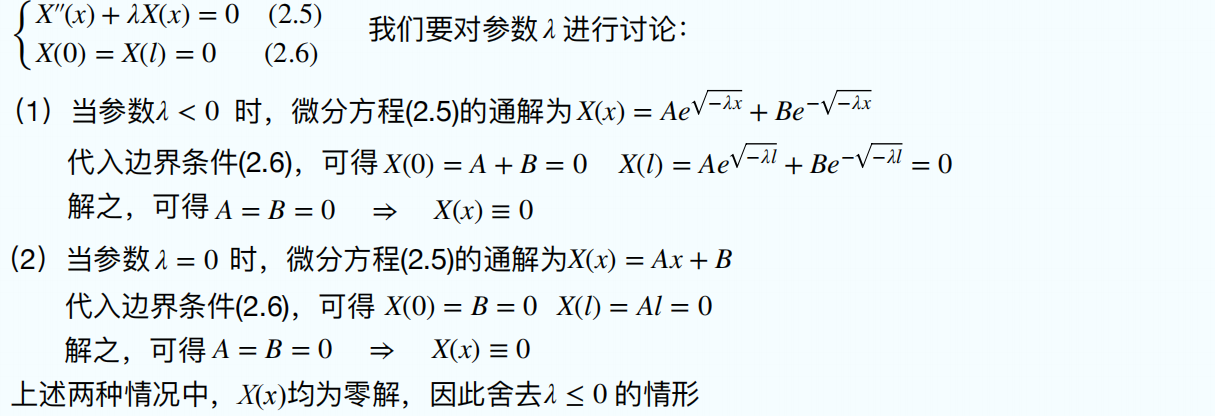 X″(x) + λX(x) = 0 (2.5)
X(0) = X(l) = 0 (2.6) 我们要对参数λ 进行讨论：
（1）当参数λ < 0 时，微分方程(2.5)的通解为 X(x) = Ae^{√{-λx}} + Be^{-√{-λx}}
代入边界条件(2.6)，可得 X(0) = A + B = 0 X(l) = Ae^{√{-λl}} + Be^{-√{-λl}} = 0
解之，可得 A = B = 0 ⇒ X(x) ≡ 0
（2）当参数 λ = 0 时，微分方程(2.5)的通解为X(x) = Ax + B
代入边界条件(2.6)，可得 X(0) = B = 0 X(l) = Al = 0
解之，可得 A = B = 0 ⇒ X(x) ≡ 0
上述两种情况中，X(x)均为零解，因此舍去λ ≤ 0 的情形